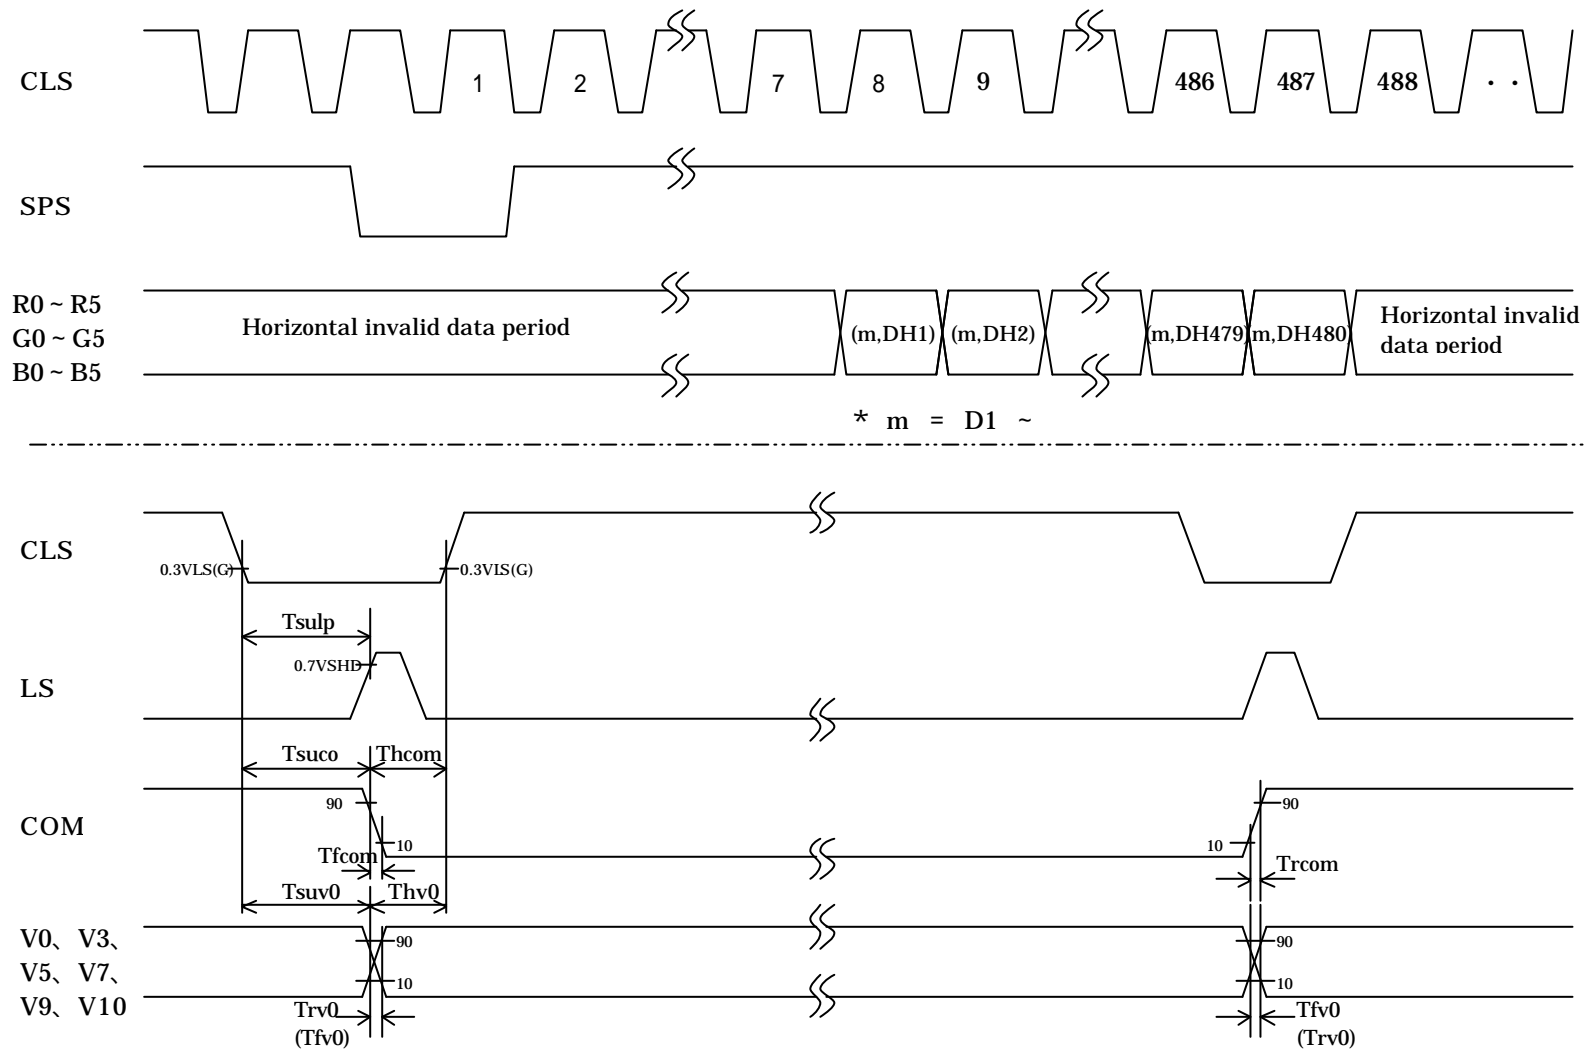 CLS
1 2 7 8 9 486 487 488 ・・
SPS
R0 ~ R5
G0 ~ G5
B0 ~ B5
Horizontal invalid data period
(m,DH1) (m,DH2) (m,DH479) (m,DH480)
Horizontal invalid
data period
* m = D1 ~
CLS
0.3VLS(G) 0.3VLS(G)
Tsulp
0.7VSHD
LS
Tsuco Thcom
90 90
COM
10 10
Tfcom Trcom
Tsuv0 Thv0
V0、V3、
V5、V7、
V9、V10
90 90
10 10
Trv0 Tfv0
(Tfv0) (Trv0)